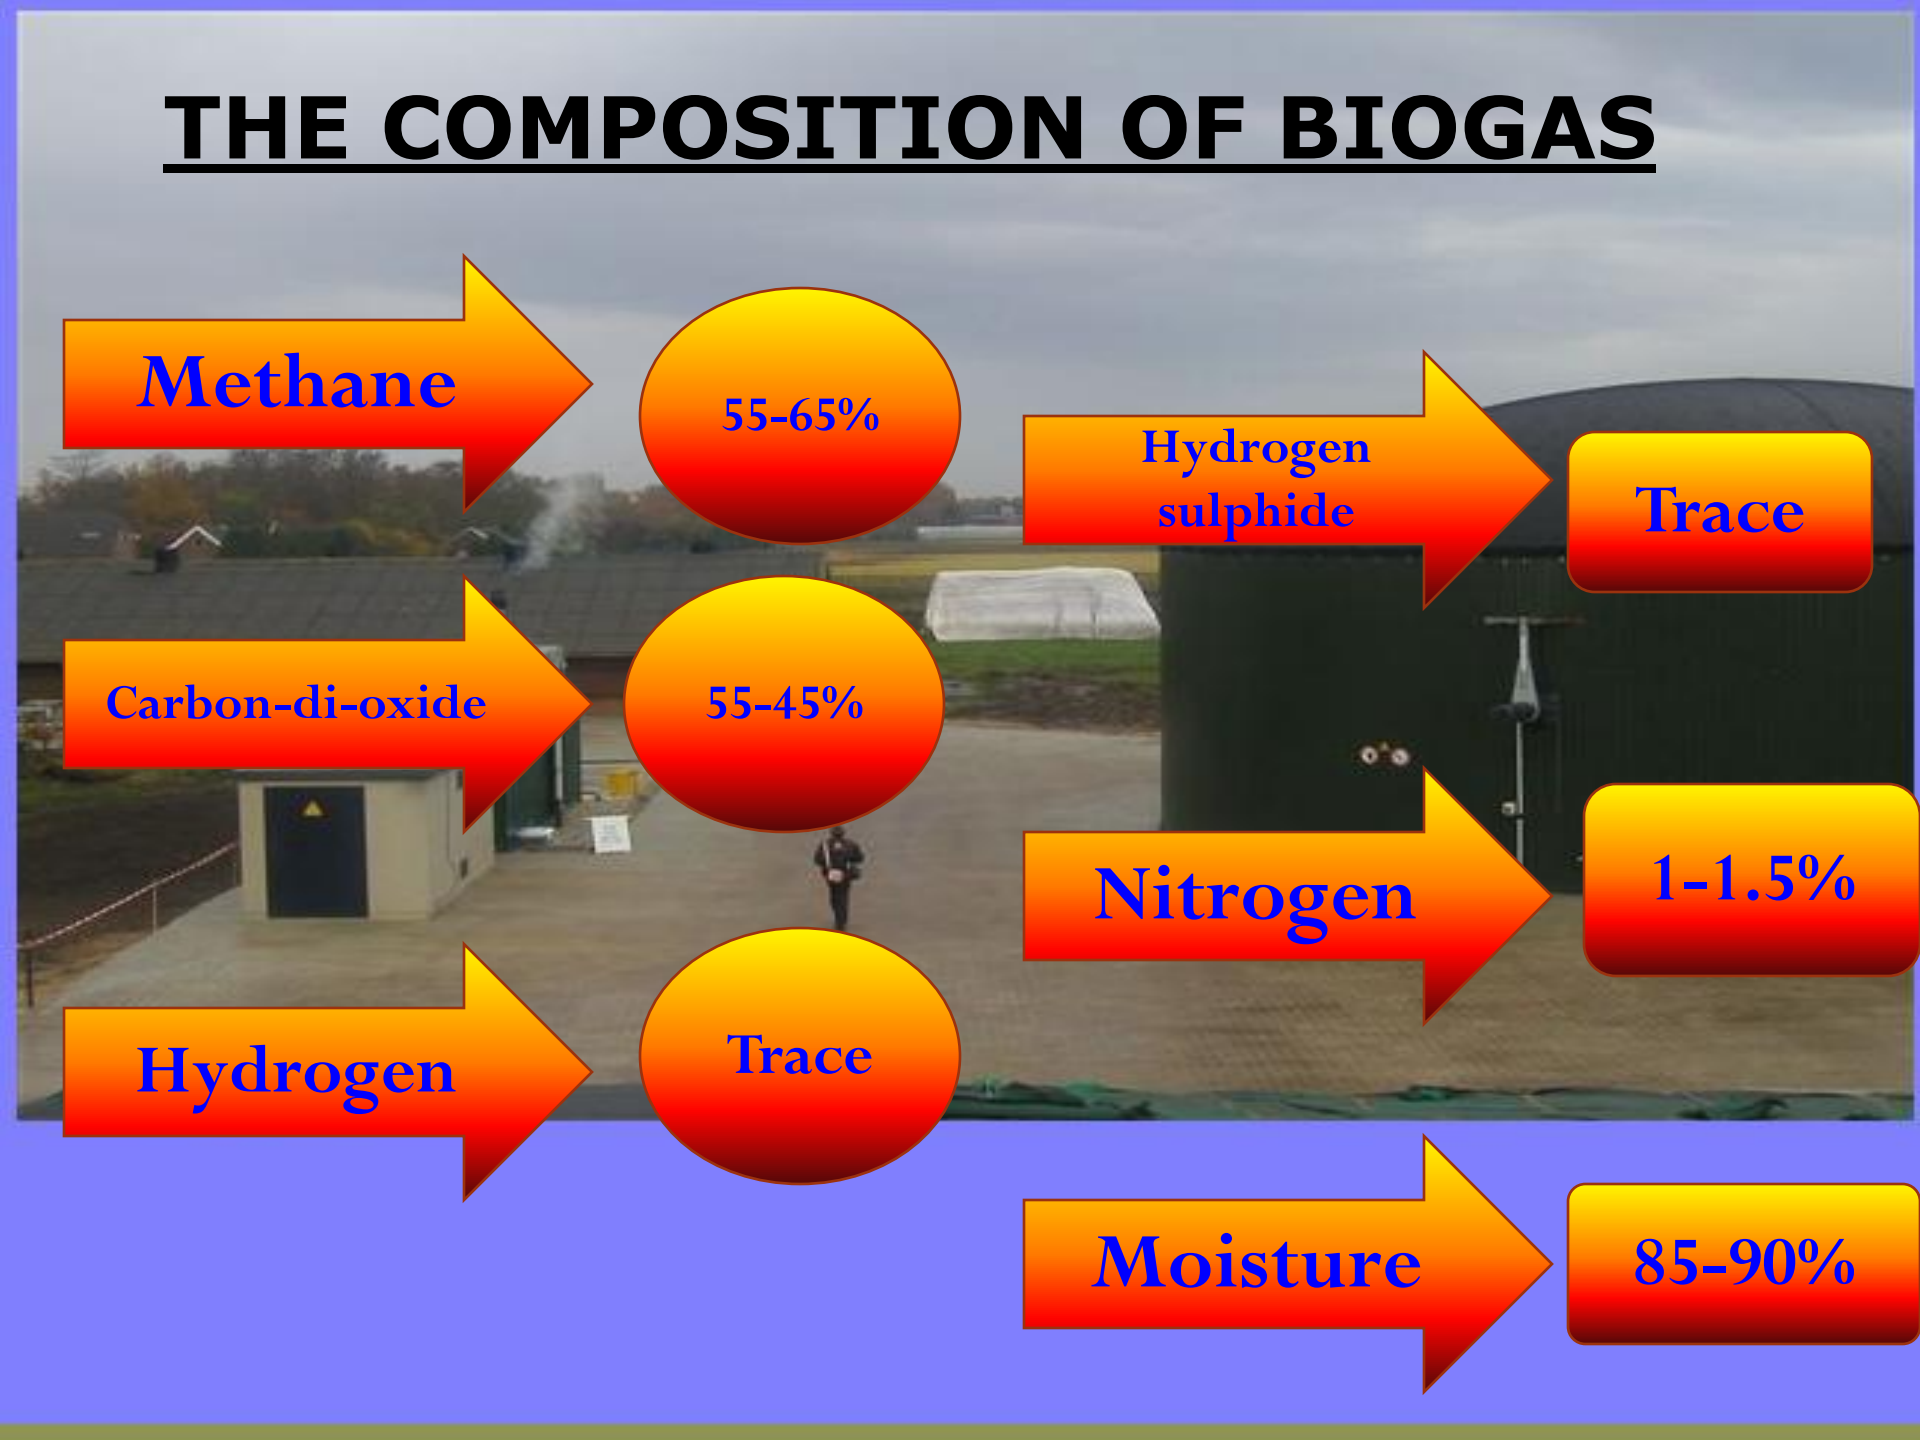 THE COMPOSITION OF BIOGAS
Methane
55-65%
Carbon-di-oxide
55-45%
Hydrogen
Trace
Hydrogen
sulphide
Trace
Nitrogen
1-1.5%
Moisture
85-90%